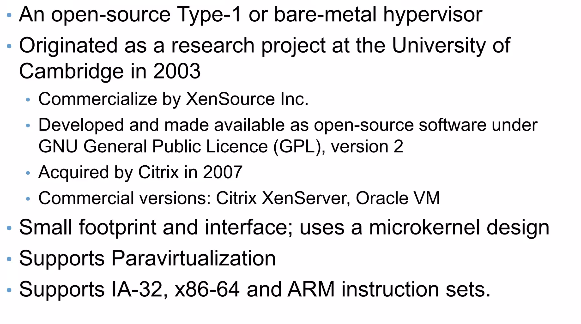 • An open-source Type-1 or bare-metal hypervisor
• Originated as a research project at the University of
Cambridge in 2003
• Commercialize by XenSource Inc.
• Developed and made available as open-source software under
GNU General Public Licence (GPL), version 2
• Acquired by Citrix in 2007
• Commercial versions: Citrix XenServer, Oracle VM
• Small footprint and interface; uses a microkernel design
• Supports Paravirtualization
• Supports IA-32, x86-64 and ARM instruction sets.